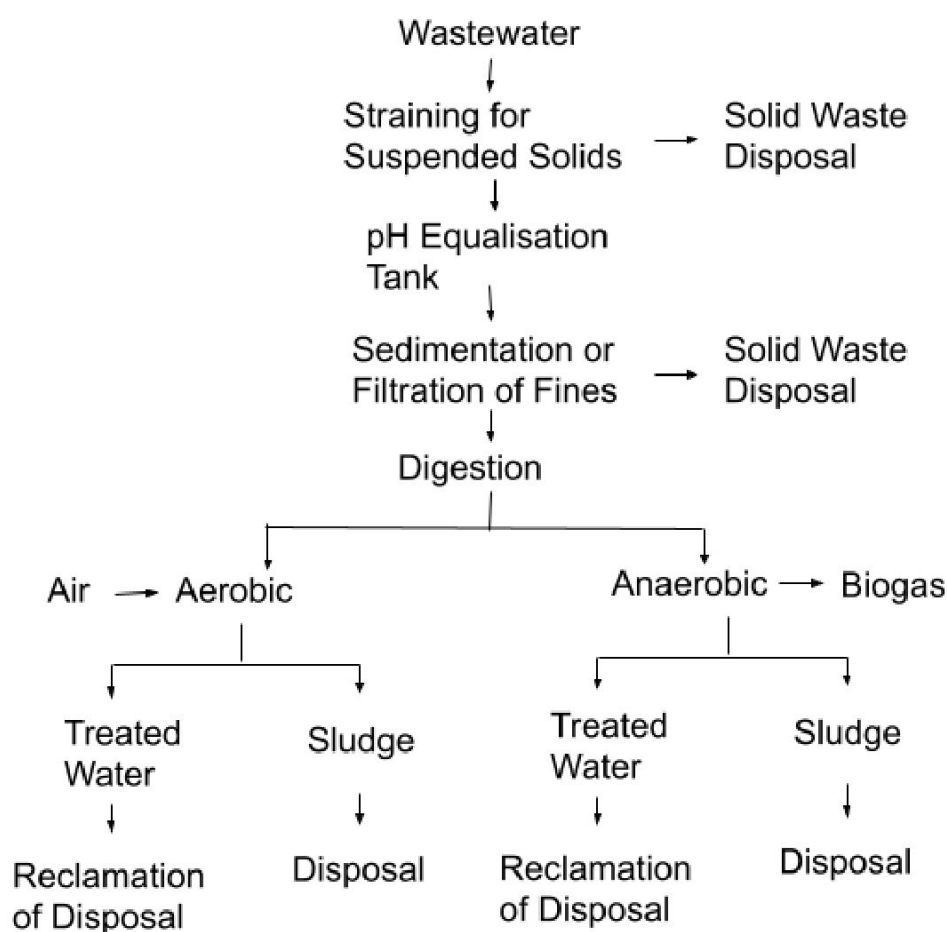 Wastewater
Straining for
Suspended Solids
Solid Waste
Disposal
pH Equalisation
Tank
Sedimentation or
Filtration of Fines
Solid Waste
Disposal
Digestion
Air
Aerobic
Anaerobic
Biogas
Treated
Water
Sludge
Treated
Water
Sludge
Reclamation
of Disposal
Disposal
Reclamation
of Disposal
Disposal